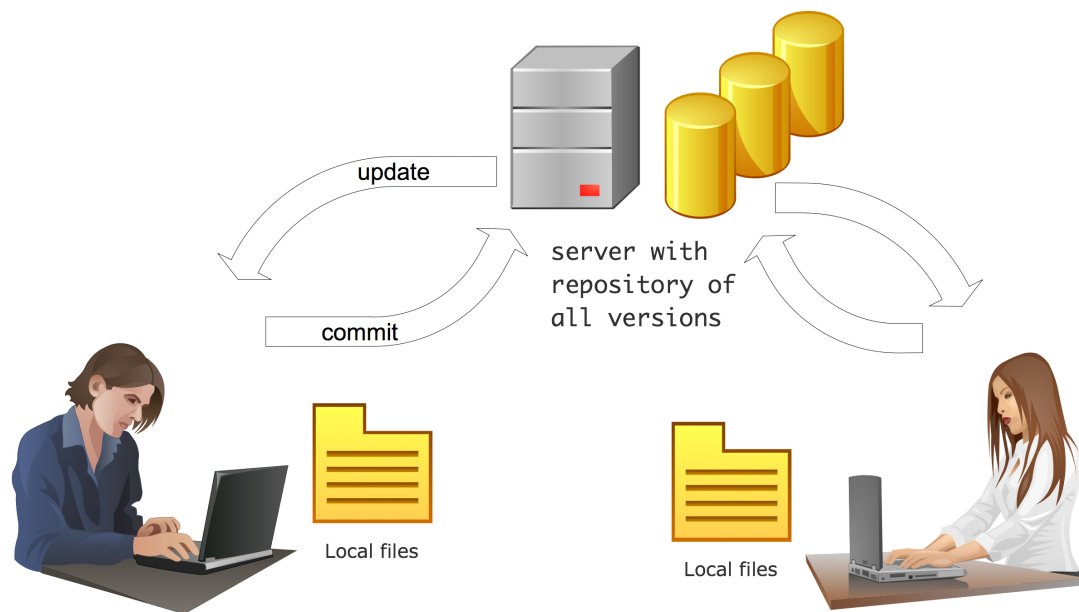 update
server with
repository of
all versions
commit
Local files
Local files